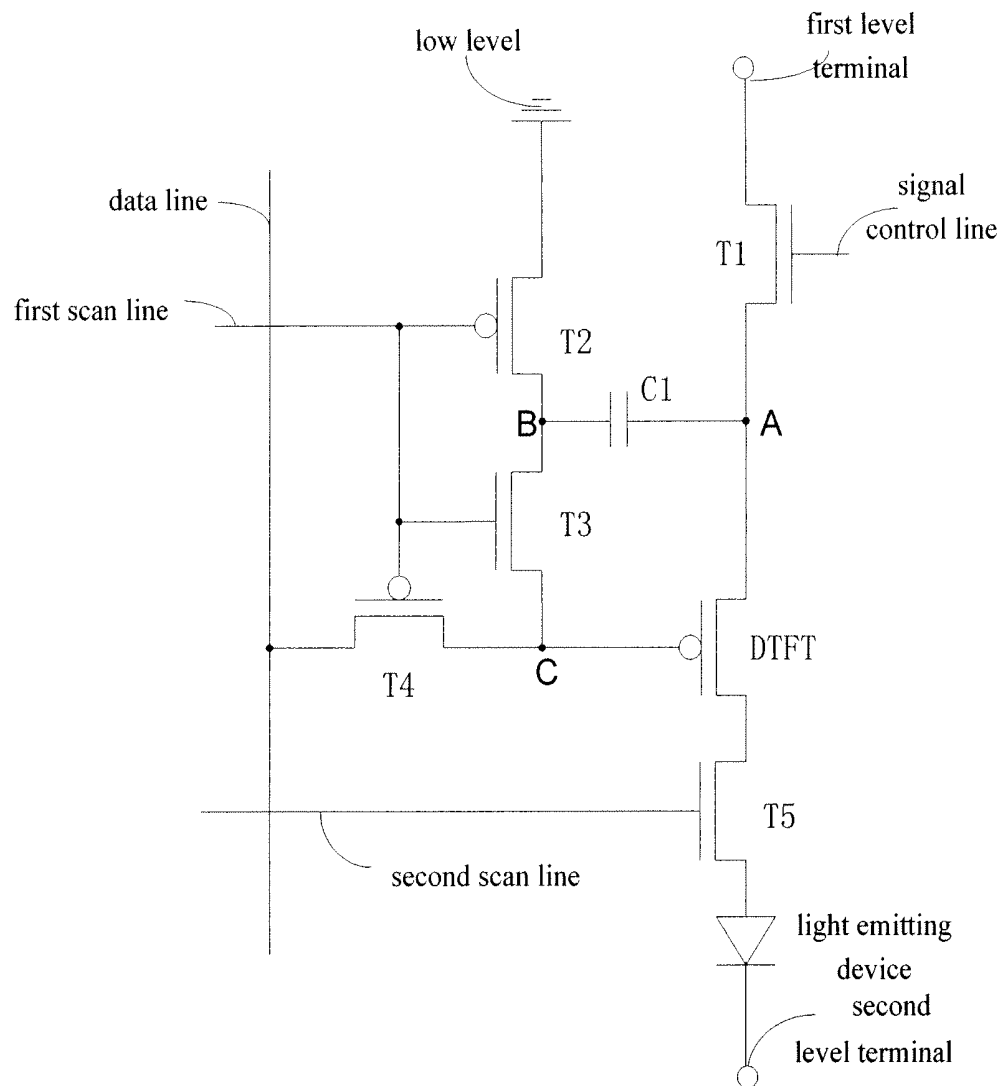 first level
terminal
low level
data line
signal
control line
T1
first scan line
T2
C1
B
A
T3
DTFT
C
T4
T5
second scan line
light emitting
device
second
level terminal